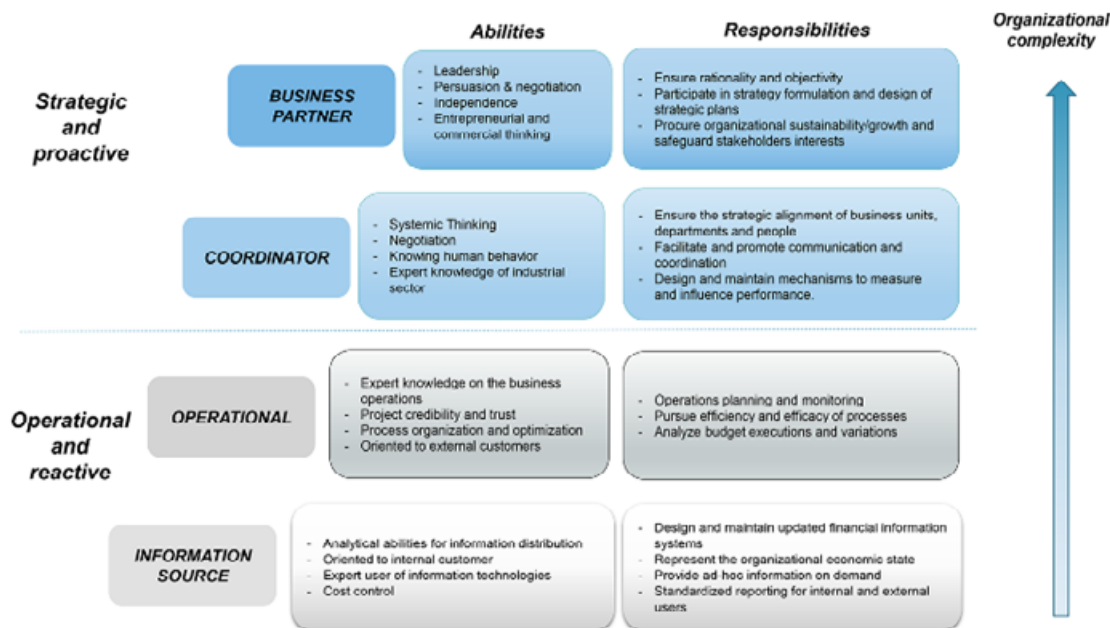 Abilities
Responsibilities
Organizational
complexity
Strategic
and
proactive
BUSINESS
PARTNER
- Leadership
- Persuasion & negotiation
- Independence
- Entrepreneurial and
commercial thinking
- Ensure rationality and objectivity
- Participate in strategy formulation and design of
strategic plans
- Procure organizational sustainability/growth and
safeguard stakeholders interests
COORDINATOR
- Systemic Thinking
- Negotiation
- Knowing human behavior
- Expert knowledge of industrial
sector
- Ensure the strategic alignment of business units,
departments and people
- Facilitate and promote communication and
coordination
- Design and maintain mechanisms to measure
and influence performance.
Operational
and
reactive
OPERATIONAL
- Expert knowledge on the business
operations
- Project credibility and trust
- Process organization and optimization
- Oriented to external customers
- Operations planning and monitoring
- Pursue efficiency and efficacy of processes
- Analyze budget executions and variations
INFORMATION
SOURCE
- Analytical abilities for information distribution
- Oriented to internal customer
- Expert user of information technologies
- Cost control
- Design and maintain updated financial information
systems
- Represent the organizational economic state
- Provide ad-hoc information on demand
- Standardized reporting for internal and external
users